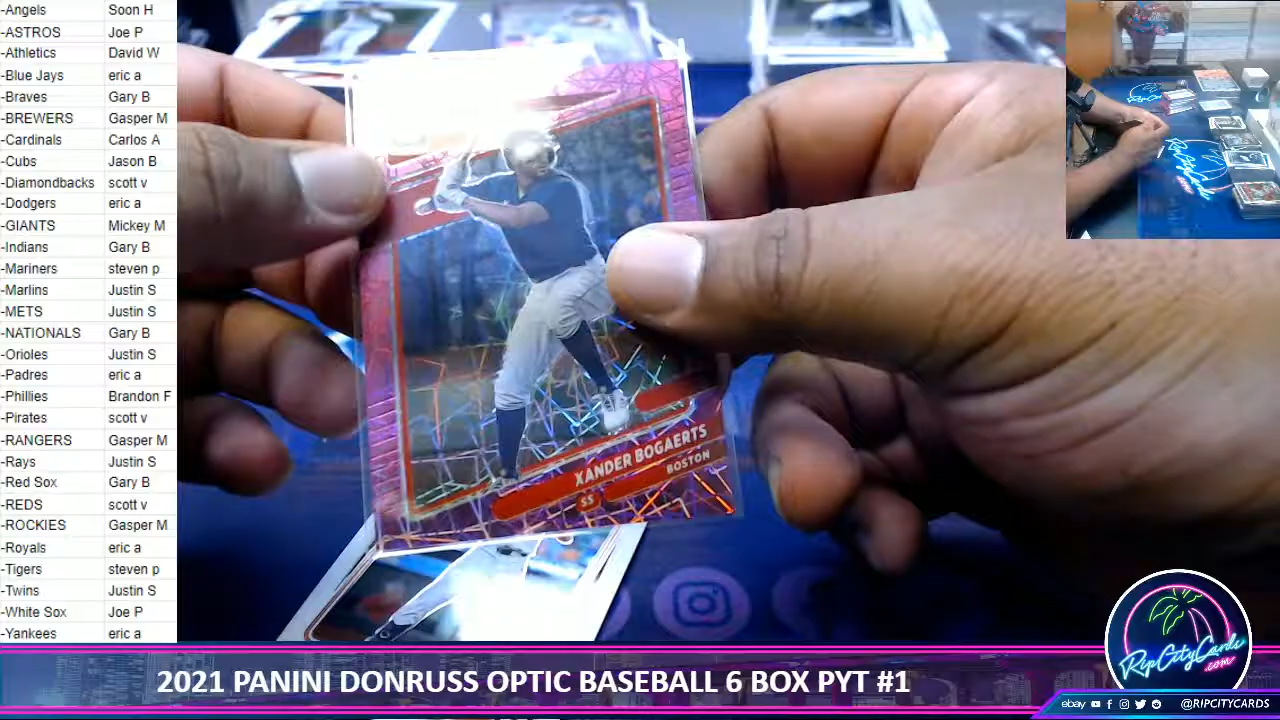 -Angels Soon H
-ASTROS Joe P
-Athletics David W
-Blue Jays eric a
-Braves Gary B
-BREWERS Gasper M
-Cardinals Carlos A
-Cubs Jason B
-Diamondbacks scott v
-Dodgers eric a
-GIANTS Mickey M
-Indians Gary B
-Mariners steven p
-Marlins Justin S
-METS Justin S
-NATIONALS Gary B
-Orioles Justin S
-Padres eric a
-Phillies Brandon F
-Pirates scott v
-RANGERS Gasper M
-Rays Justin S
-Red Sox Gary B
-REDS scott v
-ROCKIES Gasper M
-Royals eric a
-Tigers steven p
-Twins Justin S
-White Sox Joe P
-Yankees eric a
XANDER BOGAERTS
SS BOSTON
RipCityCards
.com
2021 PANINI DONRUSS OPTIC BASEBALL 6 BOX PYT #1
ebay @RIPCITYCARDS